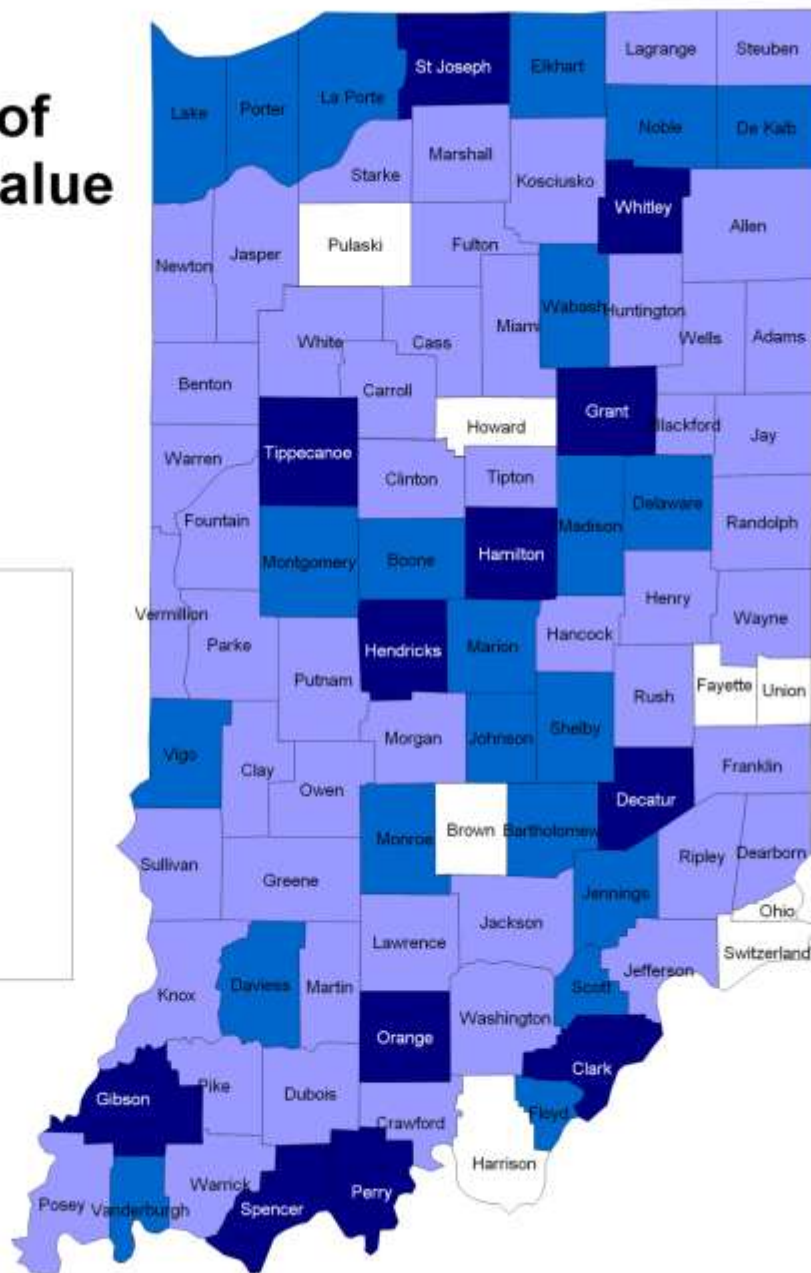 of
alue
St Joseph
Elkhart
Lagrange
Steuben
Lake
Porter
La Porte
Noble
De Kalb
Marshall
Starke
Kosciusko
Whitley
Allen
Pulaski
Fulton
Newton
Jasper
Wabash
Huntington
Miami
White
Cass
Wells
Adams
Benton
Carroll
Grant
Blackford
Howard
Jay
Tippecanoe
Warren
Clinton
Tipton
Delaware
Madison
Randolph
Fountain
Montgomery
Boone
Hamilton
Henry
Vermillion
Wayne
Hancock
Parke
Hendricks
Marion
Putnam
Rush
Fayette
Union
Morgan
Johnson
Shelby
Vigo
Clay
Owen
Franklin
Decatur
Monroe
Brown
Bartholomew
Ripley
Dearborn
Sullivan
Greene
Jennings
Ohio
Jackson
Lawrence
Switzerland
Jefferson
Knox
Daviess
Martin
Scott
Washington
Orange
Clark
Gibson
Pike
Dubois
Floyd
Crawford
Harrison
Warrick
Perry
Posey
Vanderburgh
Spencer